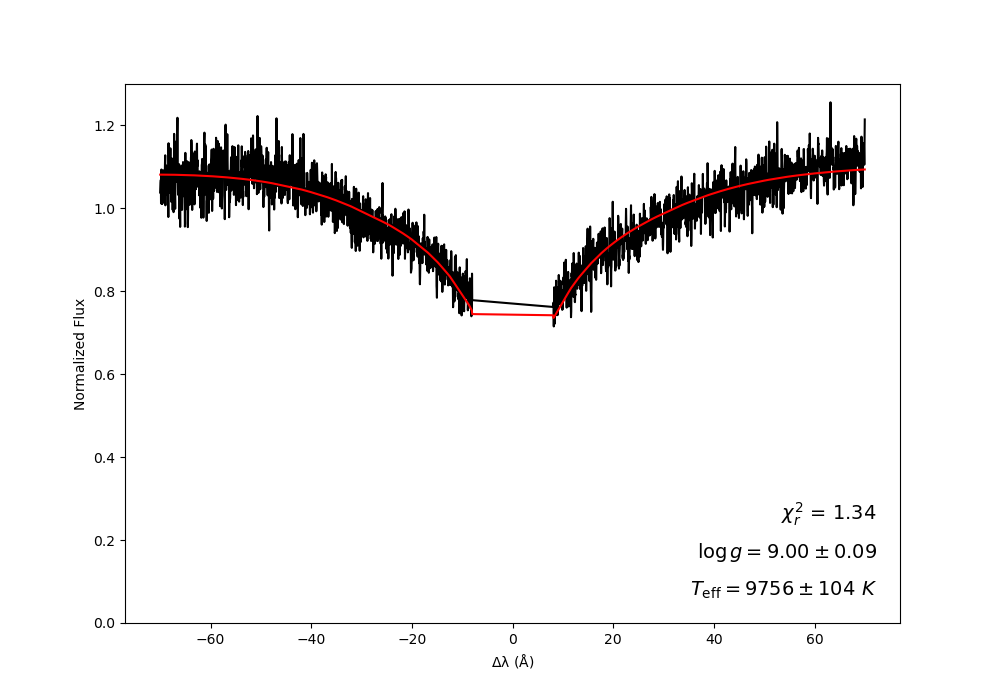 1.2
1.0
0.8
0.6
0.4
0.2
0.0
Normalized Flux
χ²ᵣ = 1.34
log g = 9.00 ± 0.09
T_eff = 9756 ± 104 K
−60 −40 −20 0 20 40 60
Δλ (Å)